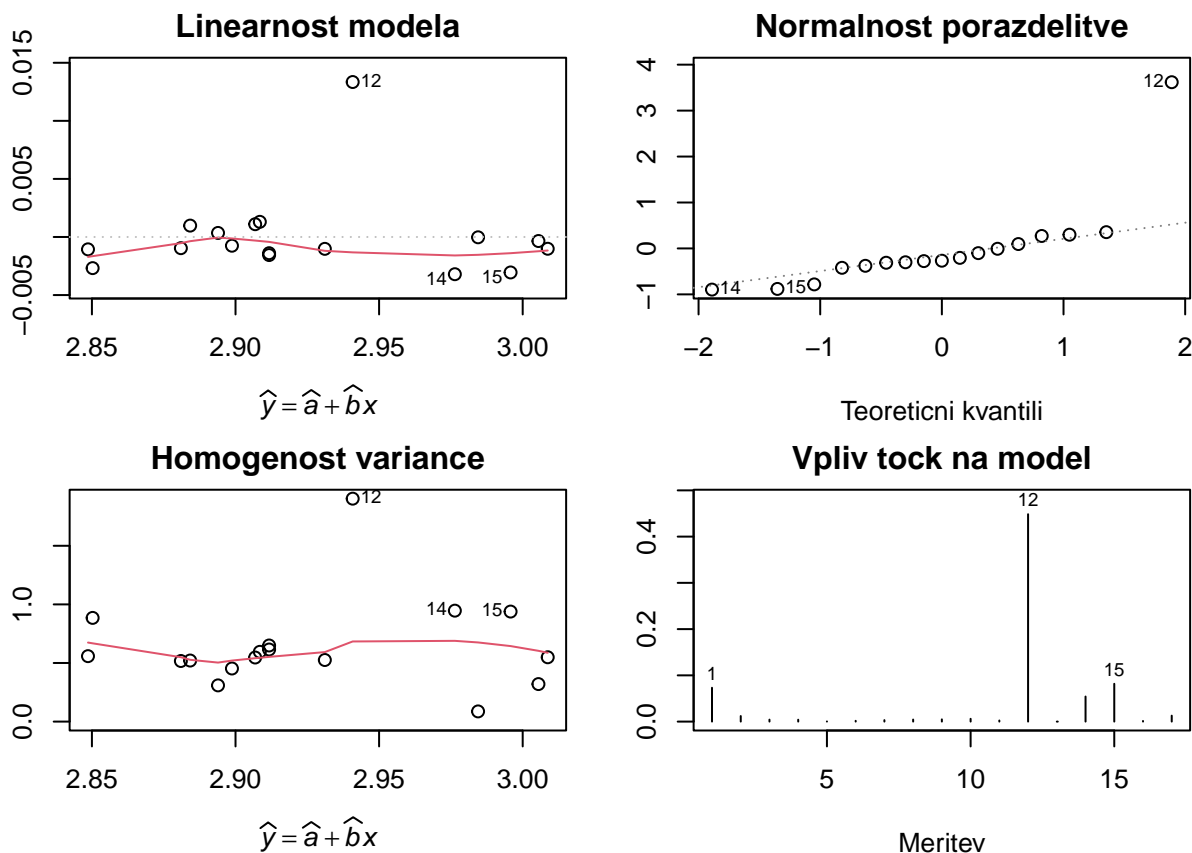 Linearnost modela
0.015
0.005
−0.005
12
14
15
2.85 2.90 2.95 3.00
ŷ = â + b̂x
Normalnost porazdelitve
4
3
2
1
0
−1
12
14
15
−2 −1 0 1 2
Teoreticni kvantili
Homogenost variance
1.0
0.0
12
14
15
2.85 2.90 2.95 3.00
ŷ = â + b̂x
Vpliv tock na model
0.4
0.2
0.0
1
12
15
5 10 15
Meritev